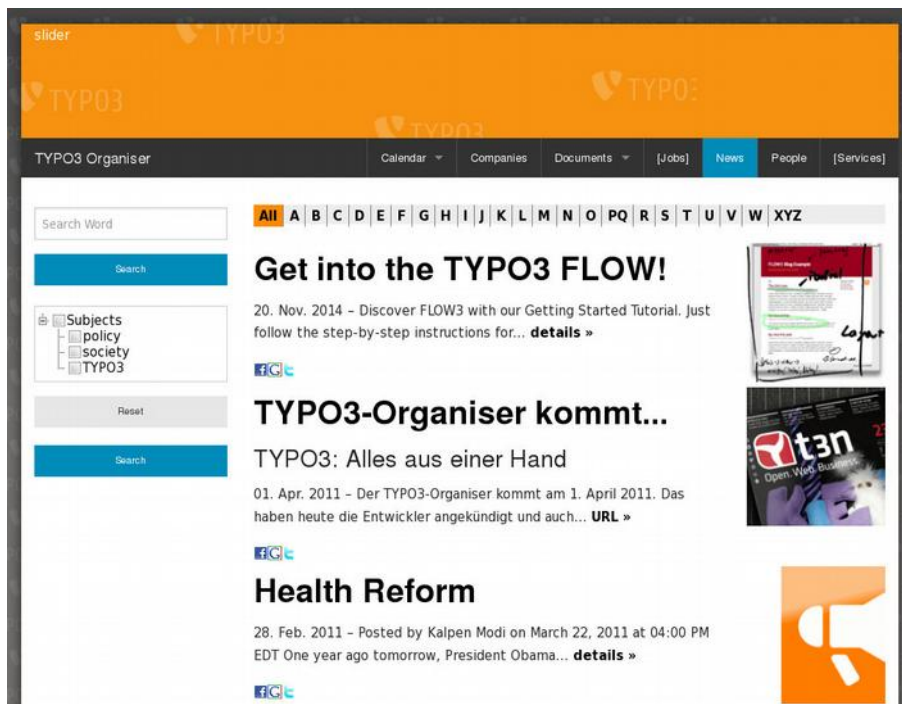 slider
TYPO3
TYPO3
TYPO3
TYPO3
TYPO3 Organiser
Calendar Companies Documents [Jobs] News People [Services]
Search Word
All A B C D E F G H I J K L M N O PQ R S T U V W XYZ
Search
Subjects
policy
society
TYPO3
Reset
Search
Get into the TYPO3 FLOW!
20. Nov. 2014 – Discover FLOW3 with our Getting Started Tutorial. Just
follow the step-by-step instructions for... details »
Layout
TYPO3-Organiser kommt...
TYPO3: Alles aus einer Hand
01. Apr. 2011 – Der TYPO3-Organiser kommt am 1. April 2011. Das
haben heute die Entwickler angekündigt und auch... URL »
t3n
Open. Web. Business.
Health Reform
28. Feb. 2011 – Posted by Kalpen Modi on March 22, 2011 at 04:00 PM
EDT One year ago tomorrow, President Obama... details »